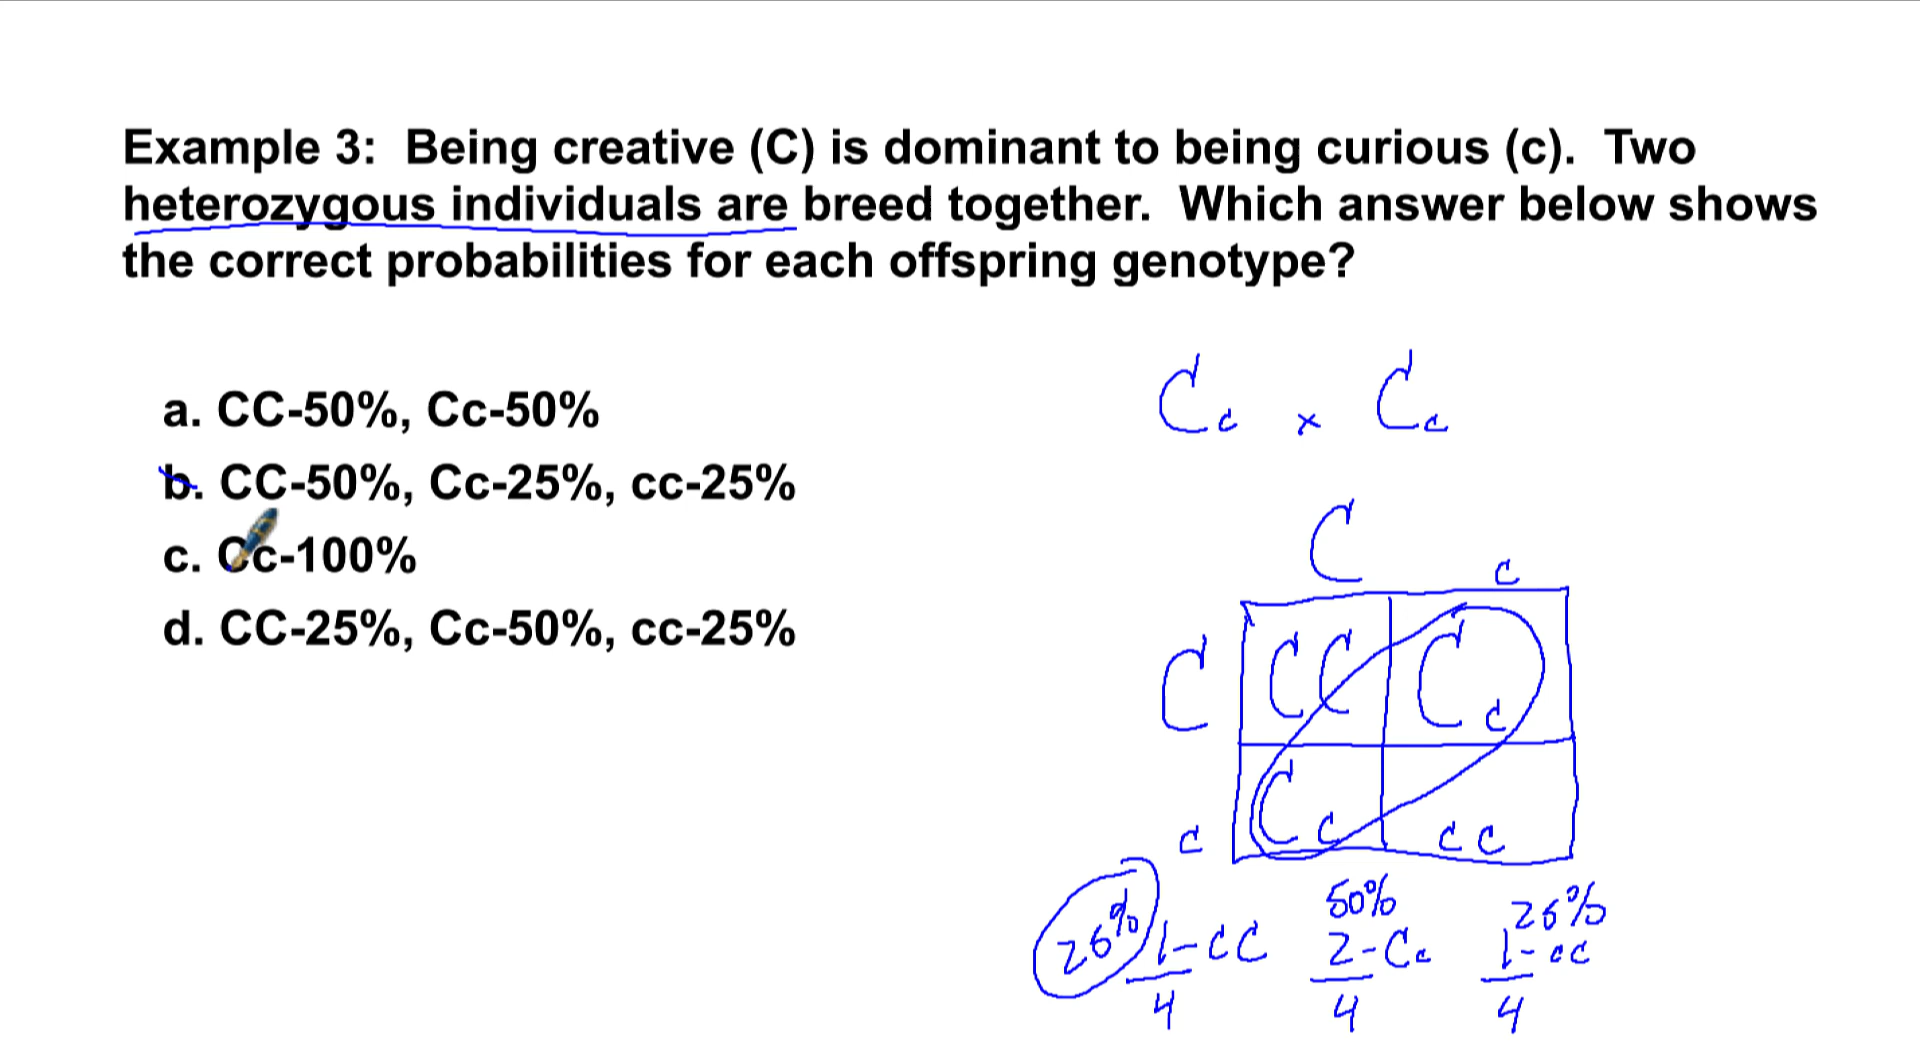 Example 3: Being creative (C) is dominant to being curious (c). Two
heterozygous individuals are breed together. Which answer below shows
the correct probabilities for each offspring genotype?
a. CC-50%, Cc-50%
b. CC-50%, Cc-25%, cc-25%
c. Cc-100%
d. CC-25%, Cc-50%, cc-25%
Cc x Cc
C c
C CC Cc
c Cc cc
25% 50% 25%
1-CC 2-Cc 1-cc
4 4 4